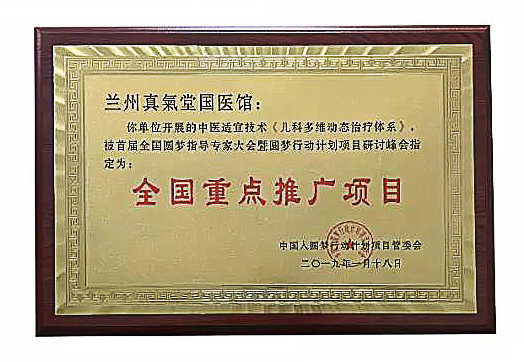 兰州真氣堂国医馆：
你单位开展的中医适宜技术《儿科多维动态治疗体系》，
被首届全国圆梦指导专家大会暨圆梦行动计划项目研讨峰会指
定为：
全国重点推广项目
中国人圆梦行动计划项目管委会
二〇一九年一月十八日